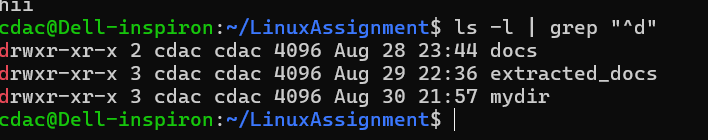 hii
cdac@Dell-inspiron:~/LinuxAssignment$ ls -l | grep "^d"
drwxr-xr-x 2 cdac cdac 4096 Aug 28 23:44 docs
drwxr-xr-x 3 cdac cdac 4096 Aug 29 22:36 extracted_docs
drwxr-xr-x 3 cdac cdac 4096 Aug 30 21:57 mydir
cdac@Dell-inspiron:~/LinuxAssignment$